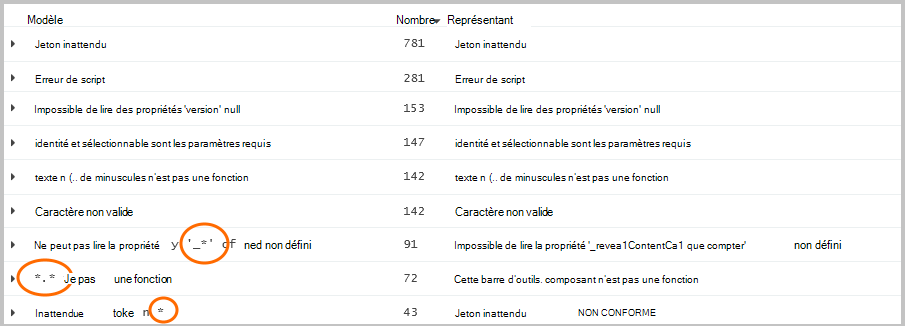 Modèle Nombre Représentant
Jeton inattendu 781 Jeton inattendu
Erreur de script 281 Erreur de script
Impossible de lire des propriétés 'version' null 153 Impossible de lire des propriétés 'version' null
identité et sélectionnable sont les paramètres requis 147 identité et sélectionnable sont les paramètres requis
texte n (.. de minuscules n'est pas une fonction 142 texte n (.. de minuscules n'est pas une fonction
Caractère non valide 142 Caractère non valide
Ne peut pas lire la propriété y '_*' of ned non défini 91 Impossible de lire la propriété '_revea1ContentCa1 que compter' non défini
*.* Je pas une fonction 72 Cette barre d'outils. composant n'est pas une fonction
Inattendue toke n * 43 Jeton inattendu NON CONFORME